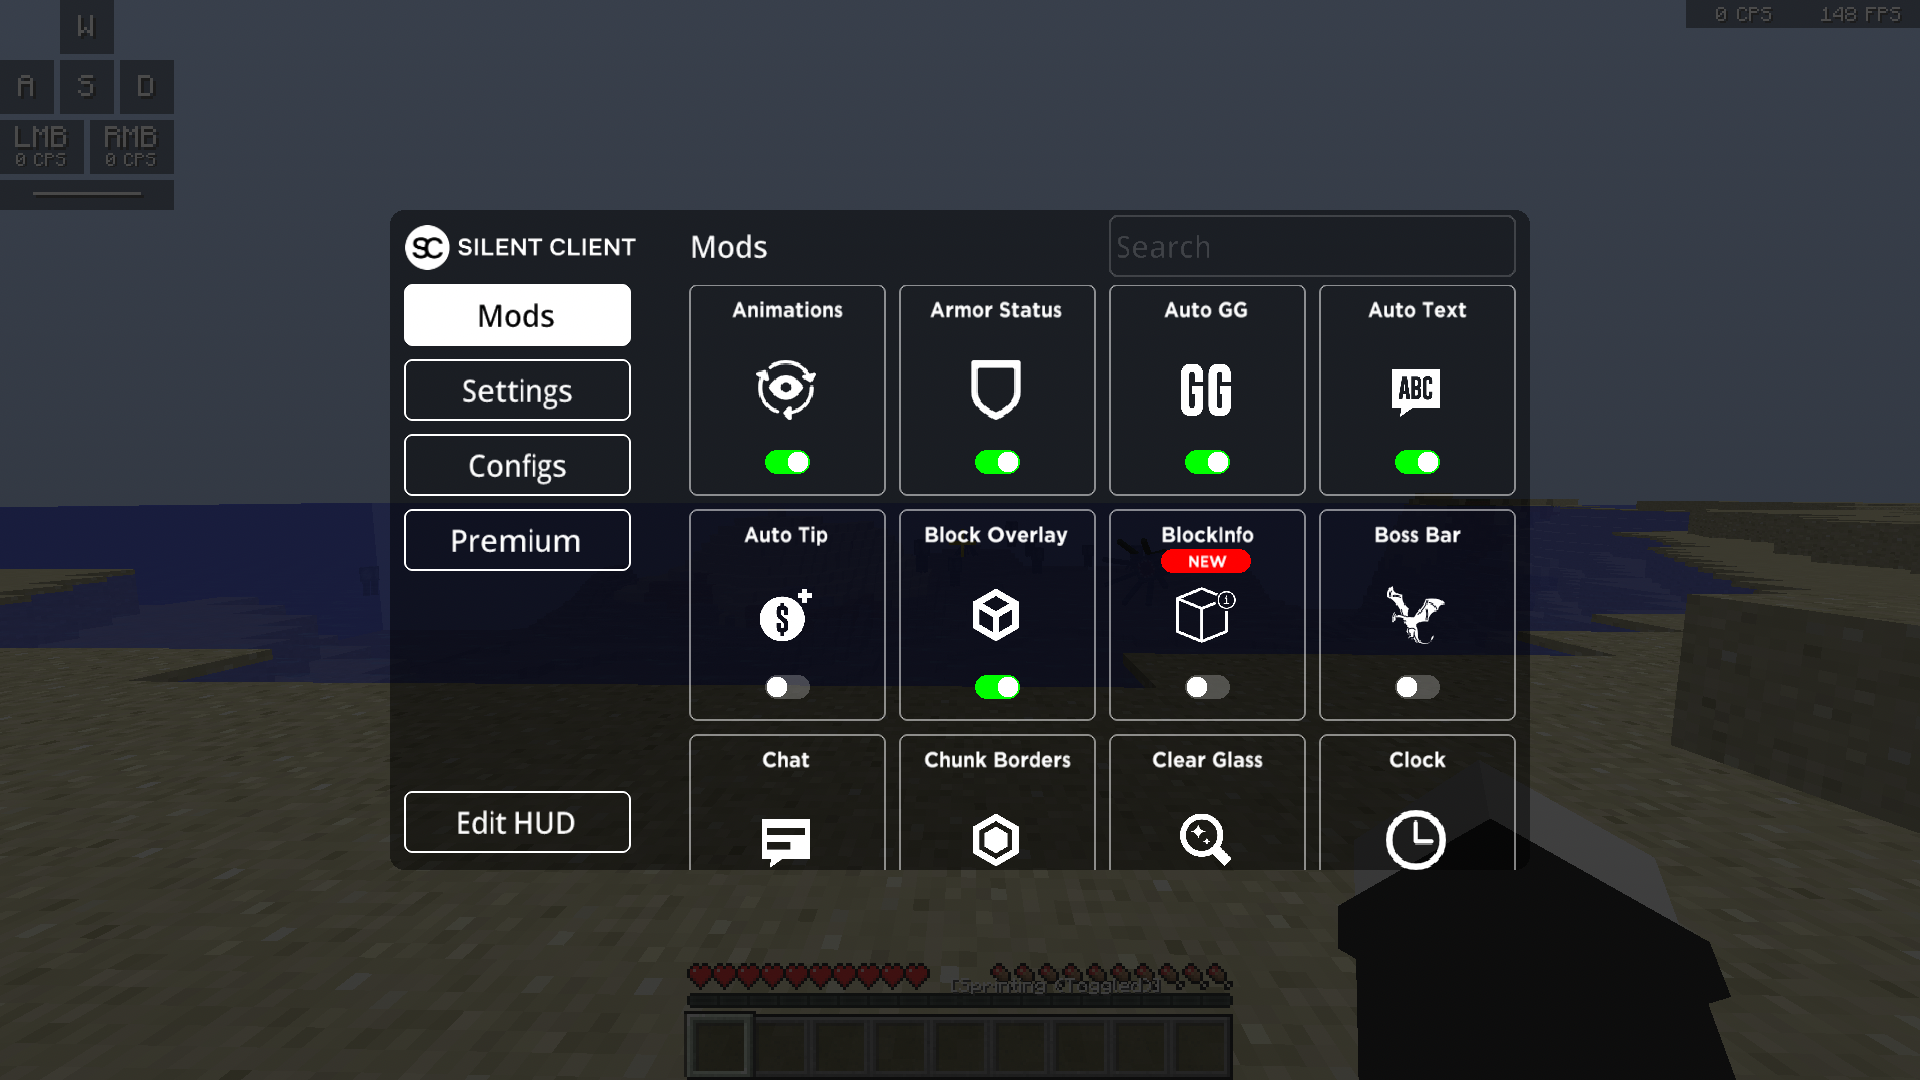 W
0 CPS 148 FPS
A S D
LMB RMB
0 CPS 0 CPS
SC SILENT CLIENT
Mods
Search
Mods
Settings
Configs
Premium
Edit HUD
Animations
Armor Status
Auto GG
GG
Auto Text
ABC
Auto Tip
$
Block Overlay
BlockInfo
NEW
i
Boss Bar
Chat
Chunk Borders
Clear Glass
Clock
[Sprinting (Toggled)]